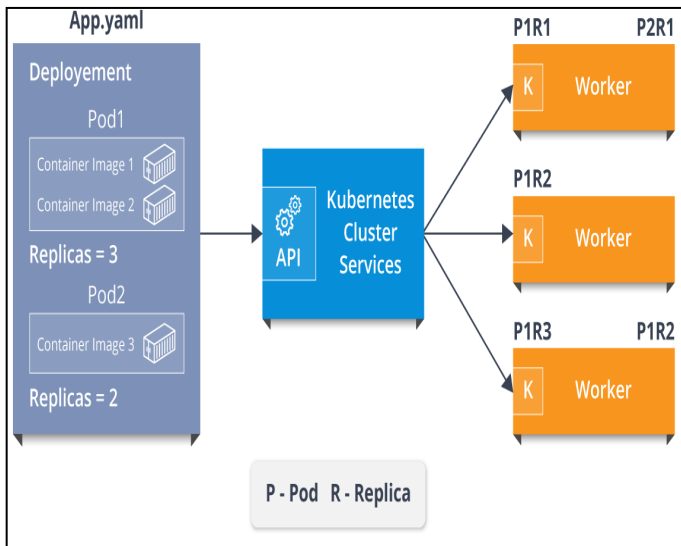 App.yaml
Deployement
Pod1
Container Image 1
Container Image 2
Replicas = 3
Pod2
Container Image 3
Replicas = 2
API
Kubernetes
Cluster
Services
P1R1 P2R1
K Worker
P1R2
K Worker
P1R3 P1R2
K Worker
P - Pod R - Replica